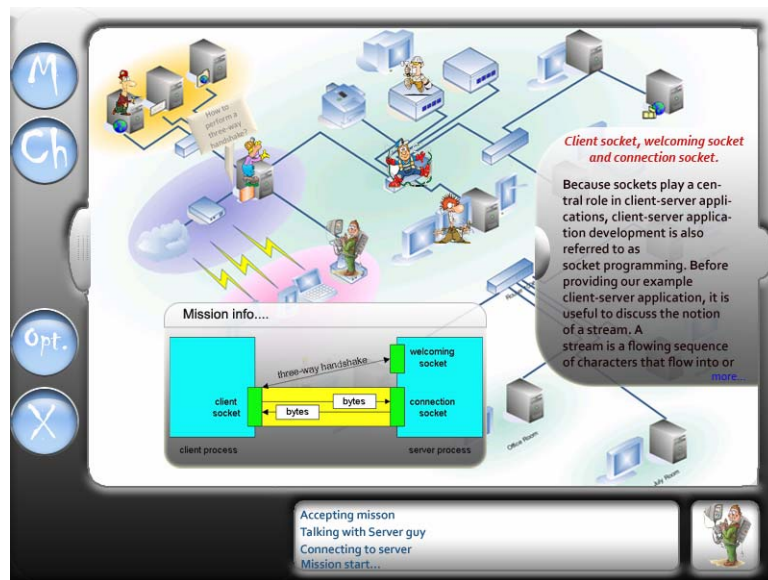 M
Ch
Opt.
X
How to
perform a
three-way
handshake?
Client socket, welcoming socket
and connection socket.
Because sockets play a cen-
tral role in client-server appli-
cations, client-server applica-
tion development is also
referred to as
socket programming. Before
providing our example
client-server application, it is
useful to discuss the notion
of a stream. A
stream is a flowing sequence
of characters that flow into or
more...
Mission info....
three-way handshake
welcoming
socket
client
socket
bytes
bytes
connection
socket
client process
server process
Office Room
July Room
Accepting misson
Talking with Server guy
Connecting to server
Mission start...